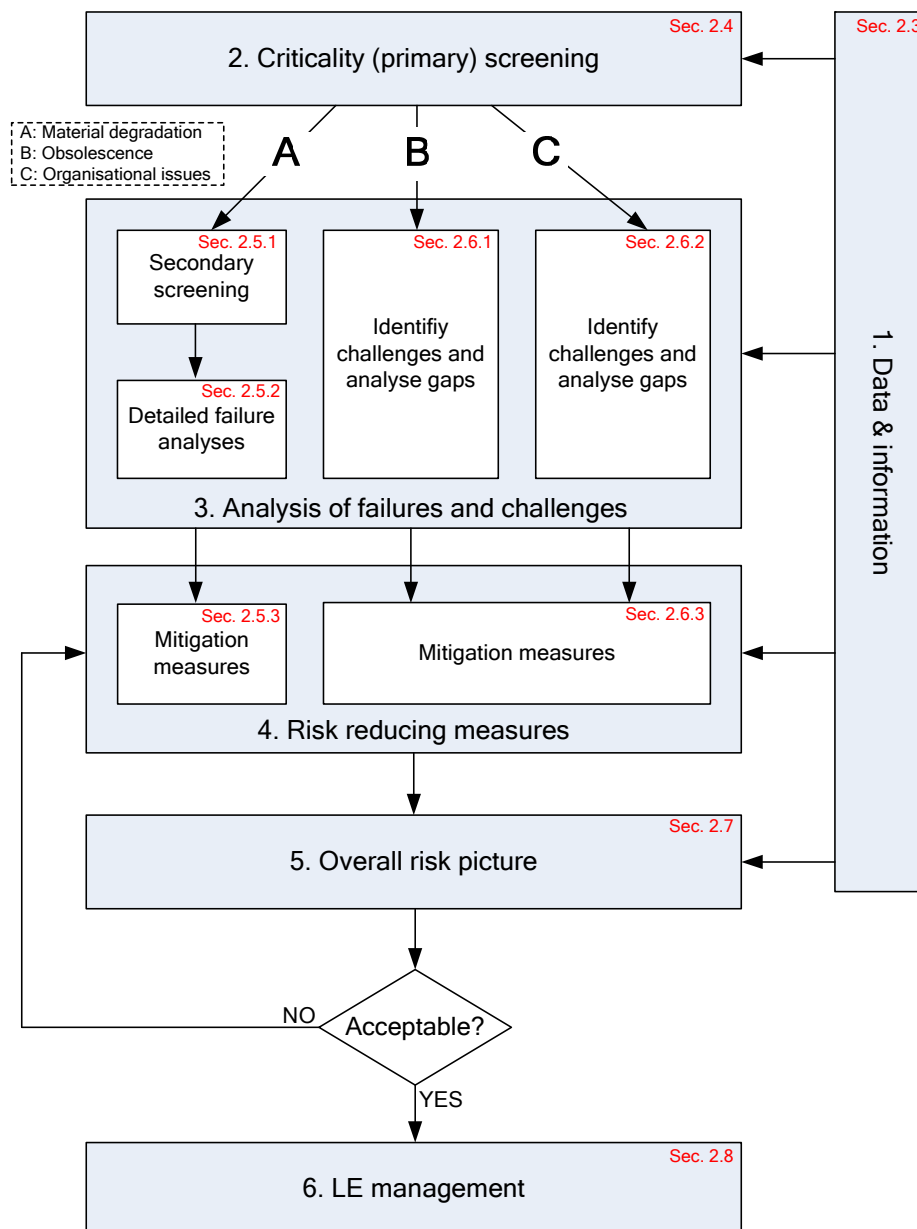 Sec. 2.4
2. Criticality (primary) screening
Sec. 2.3
1. Data & information
A: Material degradation
B: Obsolescence
C: Organisational issues
A
B
C
Sec. 2.5.1
Secondary
screening
Sec. 2.6.1
Identifiy
challenges and
analyse gaps
Sec. 2.6.2
Identify
challenges and
analyse gaps
Sec. 2.5.2
Detailed failure
analyses
3. Analysis of failures and challenges
Sec. 2.5.3
Mitigation
measures
Sec. 2.6.3
Mitigation measures
4. Risk reducing measures
Sec. 2.7
5. Overall risk picture
Acceptable?
NO
YES
Sec. 2.8
6. LE management